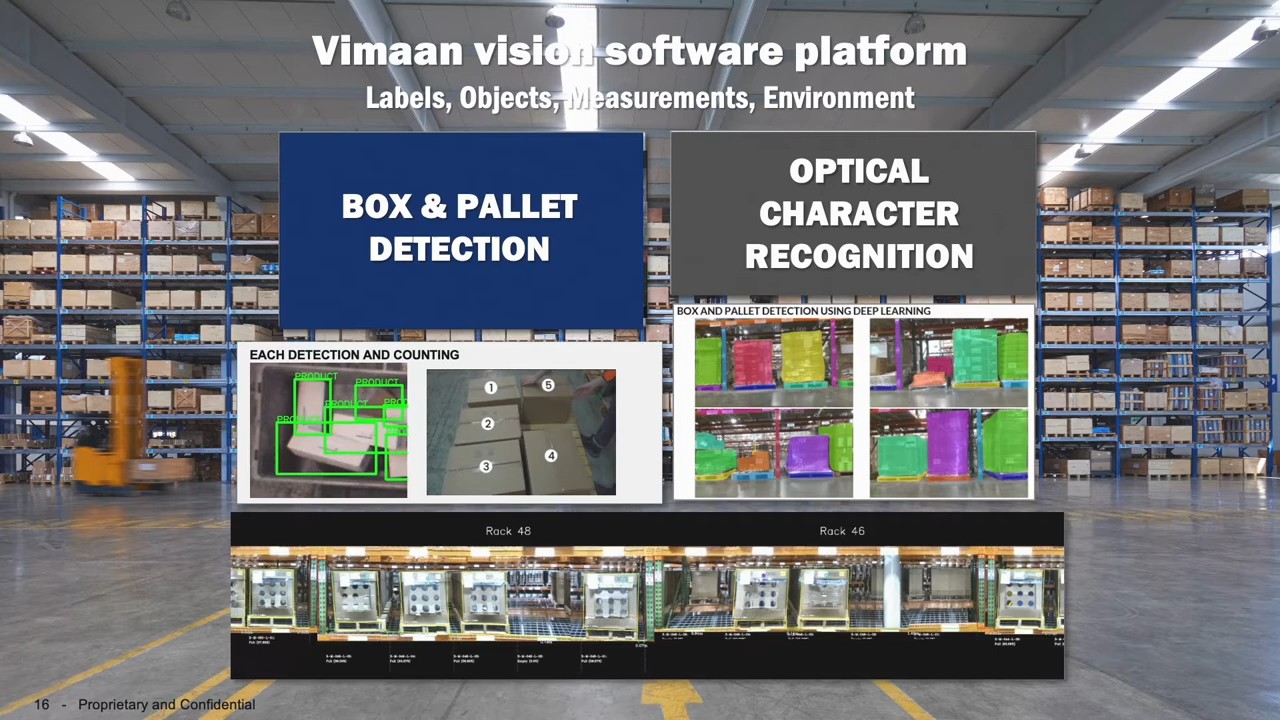 Vimaan vision software platform
Labels, Objects, Measurements, Environment
BOX & PALLET
DETECTION
OPTICAL
CHARACTER
RECOGNITION
EACH DETECTION AND COUNTING
PRODUCT
PRODUCT
1
2
3
4
5
BOX AND PALLET DETECTION USING DEEP LEARNING
Rack 48
Rack 46
16 - Proprietary and Confidential